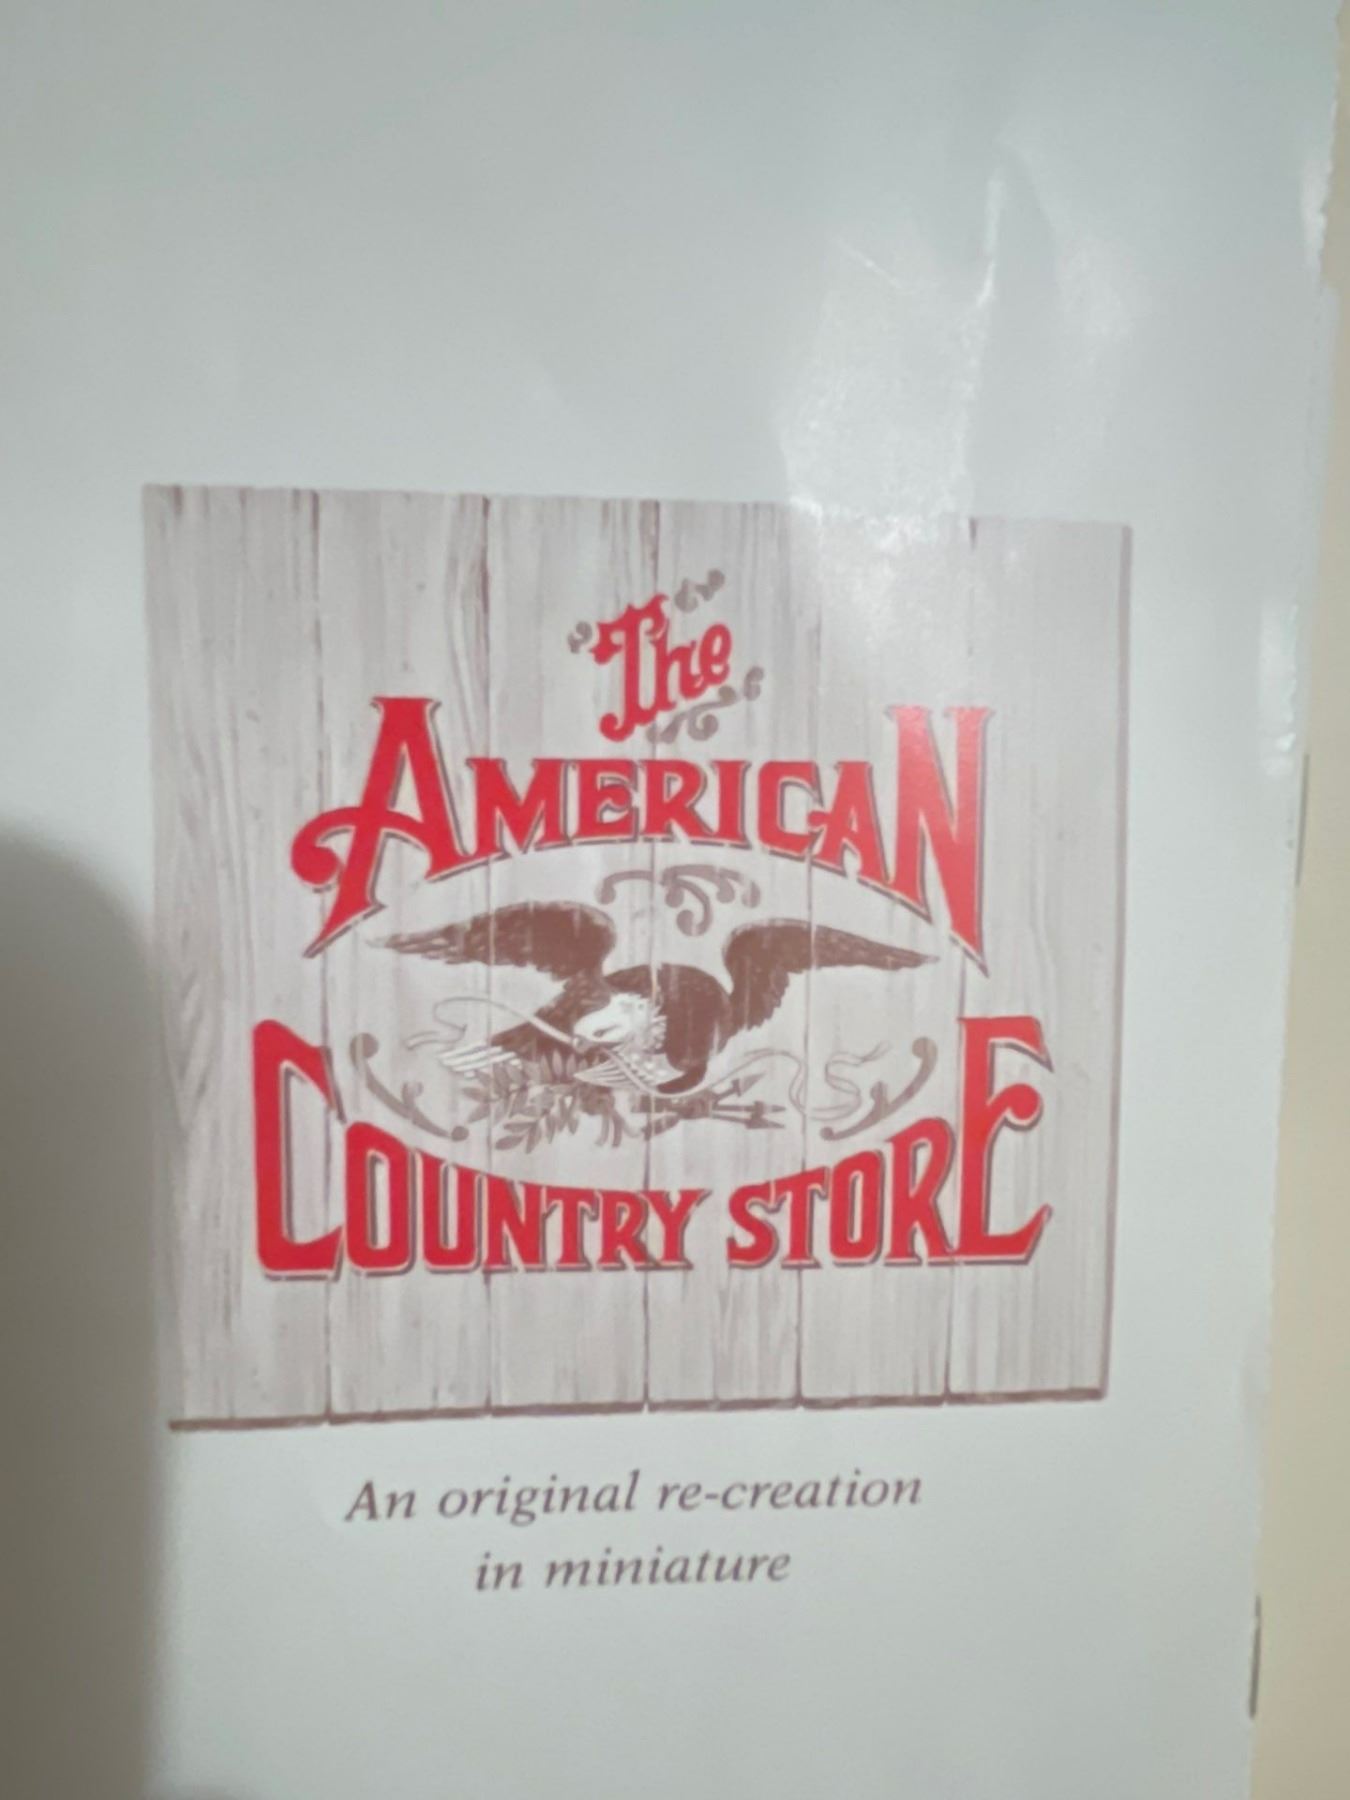 The
AMERICAN
COUNTRY STORE
An original re-creation
in miniature